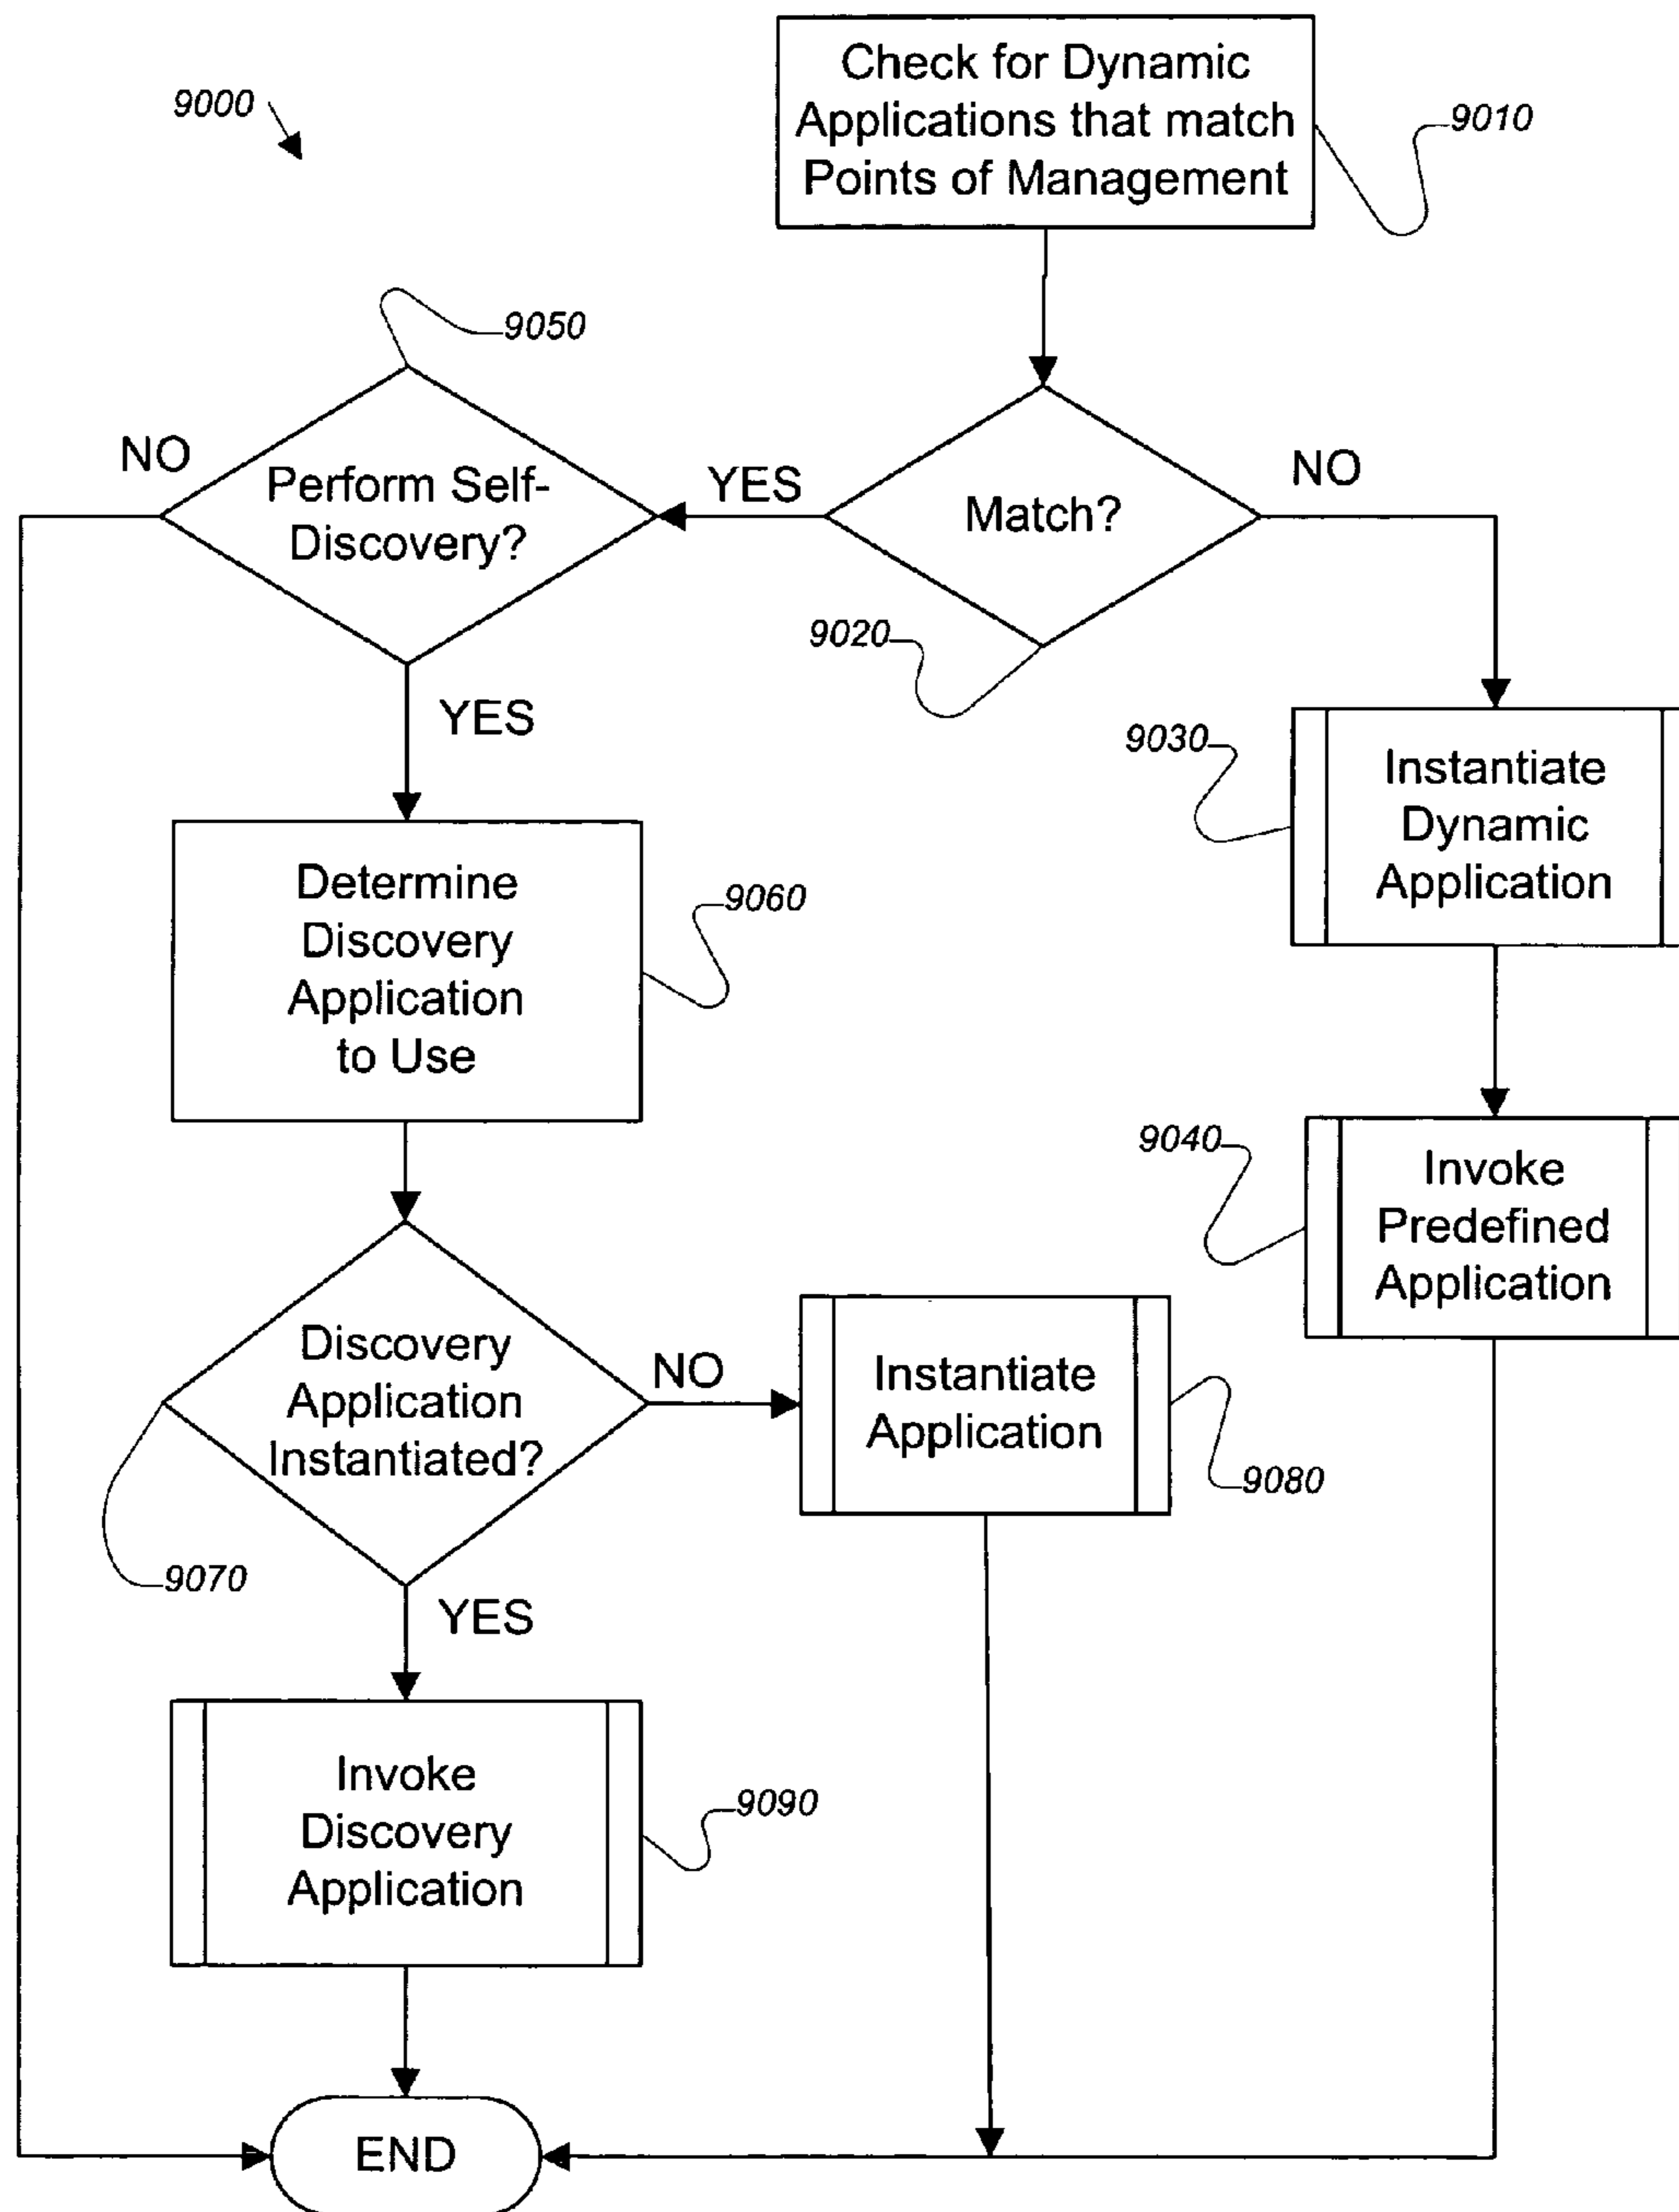 Check for Dynamic
Applications that match
Points of Management
9000
9010
9050
NO
Perform Self-
Discovery?
YES
Match?
NO
9020
YES
9030
Instantiate
Dynamic
Application
Determine
Discovery
Application
to Use
9060
9040
Invoke
Predefined
Application
Discovery
Application
Instantiated?
NO
Instantiate
Application
9080
9070
YES
Invoke
Discovery
Application
9090
END